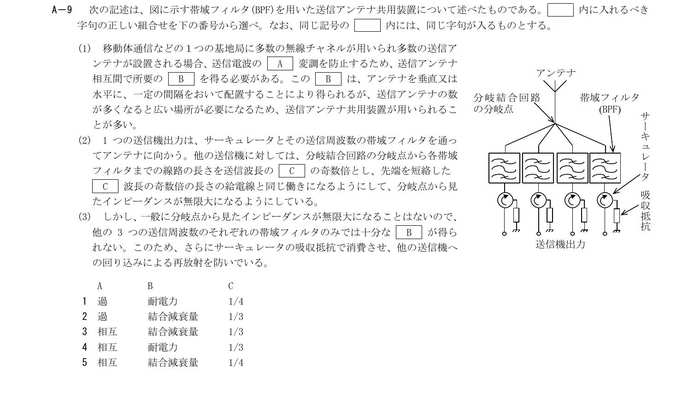 A－9 次の記述は、図に示す帯域フィルタ(BPF)を用いた送信アンテナ共用装置について述べたものである。 内に入れるべき
字句の正しい組合せを下の番号から選べ。なお、同じ記号の 内には、同じ字句が入るものとする。
(1) 移動体通信などの１つの基地局に多数の無線チャネルが用いられ多数の送信ア
ンテナが設置される場合、送信電波の A 変調を防止するため、送信アンテナ
相互間で所要の B を得る必要がある。この B は、アンテナを垂直又は
水平に、一定の間隔をおいて配置することにより得られるが、送信アンテナの数
が多くなると広い場所が必要になるため、送信アンテナ共用装置が用いられるこ
とが多い。
(2) １つの送信機出力は、サーキュレータとその送信周波数の帯域フィルタを通っ
てアンテナに向かう。他の送信機に対しては、分岐結合回路の分岐点から各帯域
フィルタまでの線路の長さを送信波長の C の奇数倍とし、先端を短絡した
C 波長の奇数倍の長さの給電線と同じ働きになるようにして、分岐点から見
たインピーダンスが無限大になるようにしている。
(3) しかし、一般に分岐点から見たインピーダンスが無限大になることはないので、
他の 3 つの送信周波数のそれぞれの帯域フィルタのみでは十分な B が得ら
れない。このため、さらにサーキュレータの吸収抵抗で消費させ、他の送信機へ
の回り込みによる再放射を防いでいる。
アンテナ
分岐結合回路
の分岐点
帯域フィルタ
(BPF)
サーキュレータ
吸収抵抗
送信機出力
A B C
1 過 耐電力 1/4
2 過 結合減衰量 1/3
3 相互 結合減衰量 1/3
4 相互 耐電力 1/3
5 相互 結合減衰量 1/4